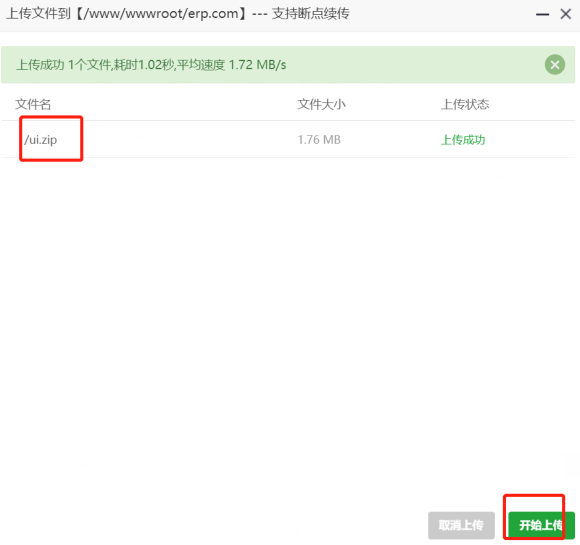 上传文件到【/www/wwwroot/erp.com】--- 支持断点续传
上传成功 1个文件,耗时1.02秒,平均速度 1.72 MB/s
文件名 文件大小 上传状态
/ui.zip 1.76 MB 上传成功
取消上传 开始上传